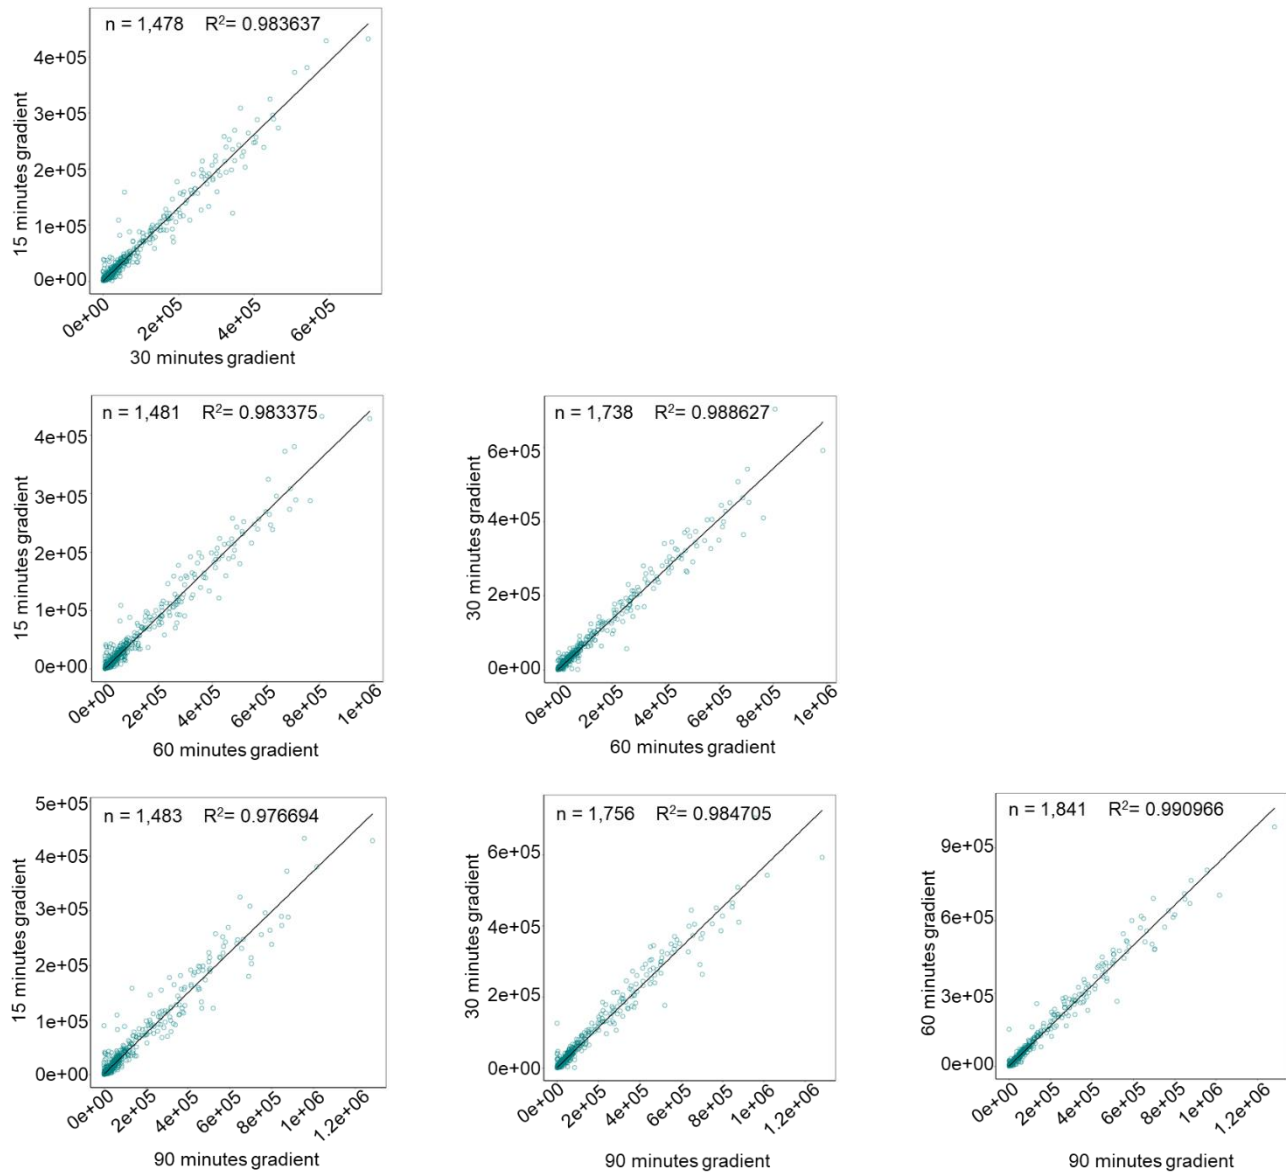 n = 1,478 R²= 0.983637
15 minutes gradient
4e+05
3e+05
2e+05
1e+05
0e+00
0e+00 2e+05 4e+05 6e+05
30 minutes gradient
n = 1,481 R²= 0.983375
15 minutes gradient
4e+05
3e+05
2e+05
1e+05
0e+00
0e+00 2e+05 4e+05 6e+05 8e+05 1e+06
60 minutes gradient
n = 1,738 R²= 0.988627
30 minutes gradient
6e+05
4e+05
2e+05
0e+00
0e+00 2e+05 4e+05 6e+05 8e+05 1e+06
60 minutes gradient
n = 1,483 R²= 0.976694
15 minutes gradient
5e+05
4e+05
3e+05
2e+05
1e+05
0e+00
0e+00 2e+05 4e+05 6e+05 8e+05 1e+06 1.2e+06
90 minutes gradient
n = 1,756 R²= 0.984705
30 minutes gradient
6e+05
4e+05
2e+05
0e+00
0e+00 2e+05 4e+05 6e+05 8e+05 1e+06 1.2e+06
90 minutes gradient
n = 1,841 R²= 0.990966
60 minutes gradient
9e+05
6e+05
3e+05
0e+00
0e+00 2e+05 4e+05 6e+05 8e+05 1e+06 1.2e+06
90 minutes gradient